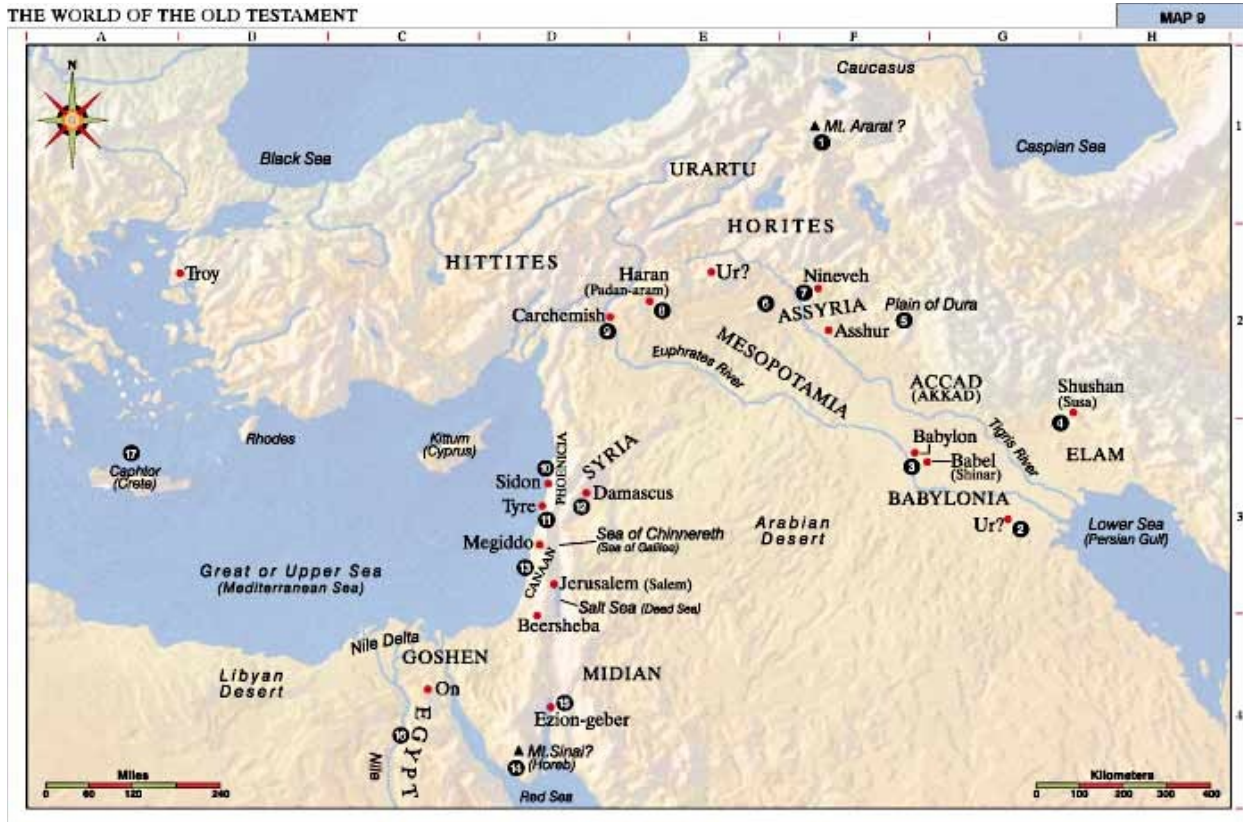 THE WORLD OF THE OLD TESTAMENT
MAP 9
A D C D E F G H
N
Caucasus
Mt. Ararat ?
1
1
Black Sea
Caspian Sea
URARTU
HORITES
HITTITES
Troy
Haran
(Padan-aram)
8
Ur?
6
7
Nineveh
ASSYRIA
Plain of Dura
5
2
Carchemish
9
Asshur
Euphrates River
MESOPOTAMIA
ACCAD
(AKKAD)
Shushan
(Susa)
4
Tigris River
ELAM
Rhodes
Kittum
(Cyprus)
17
Caphtor
(Crete)
10
PHOENICIA
SYRIA
Sidon
Tyre
11
Damascus
12
Babylon
3
Babel
(Shinar)
BABYLONIA
Ur?
2
Lower Sea
(Persian Gulf)
3
Arabian
Desert
Megiddo
Sea of Chinnereth
(Sea of Galilee)
13
CANAAN
Great or Upper Sea
(Mediterranean Sea)
Jerusalem (Salem)
Salt Sea (Dead Sea)
Beersheba
Nile Delta
GOSHEN
Libyan
Desert
On
MIDIAN
15
Ezion-geber
4
16
EGYPT
Nile
Mt. Sinai?
14
(Horeb)
Red Sea
Miles
0 60 120 240
Kilometers
0 100 200 300 400